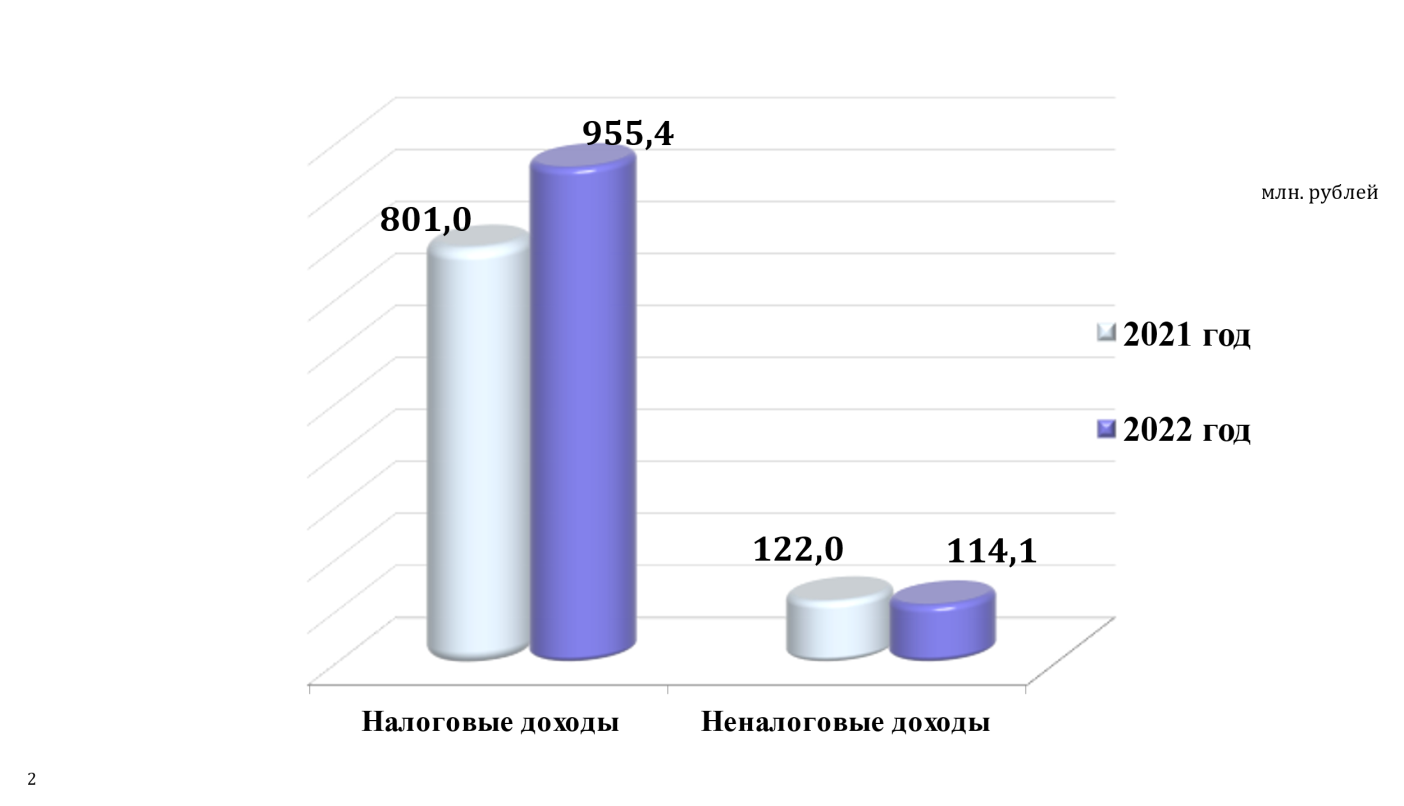 955,4
млн. рублей
801,0
2021 год
2022 год
122,0
114,1
Налоговые доходы
Неналоговые доходы
2